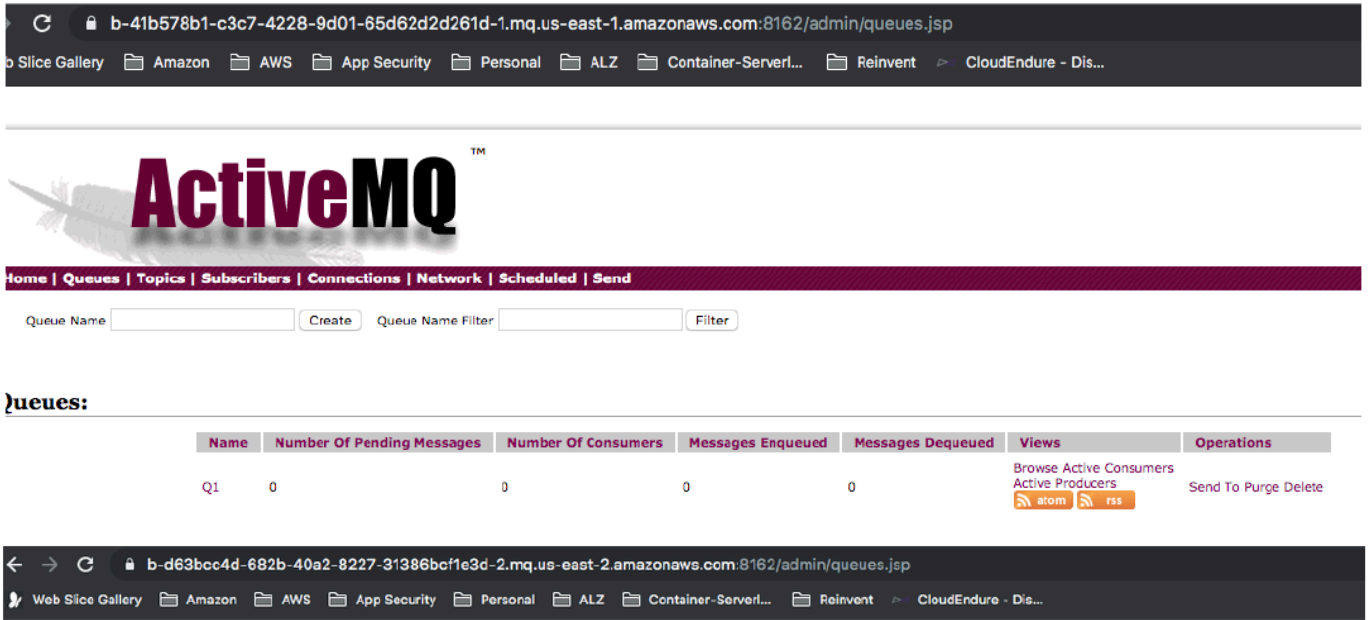 b-41b578b1-c3c7-4228-9d01-65d62d2d261d-1.mq.us-east-1.amazonaws.com:8162/admin/queues.jsp
b Slice Gallery Amazon AWS App Security Personal ALZ Container-Serverl... Reinvent CloudEndure - Dis...
ActiveMQ ™
Home | Queues | Topics | Subscribers | Connections | Network | Scheduled | Send
Queue Name Create Queue Name Filter Filter
Queues:
Name Number Of Pending Messages Number Of Consumers Messages Enqueued Messages Dequeued Views Operations
Q1 0 0 0 0 Browse Active Consumers
Active Producers
atom rss
Send To Purge Delete
b-d63bcc4d-682b-40a2-8227-31386bcf1e3d-2.mq.us-east-2.amazonaws.com:8162/admin/queues.jsp
Web Slice Gallery Amazon AWS App Security Personal ALZ Container-Serverl... Reinvent CloudEndure - Dis...